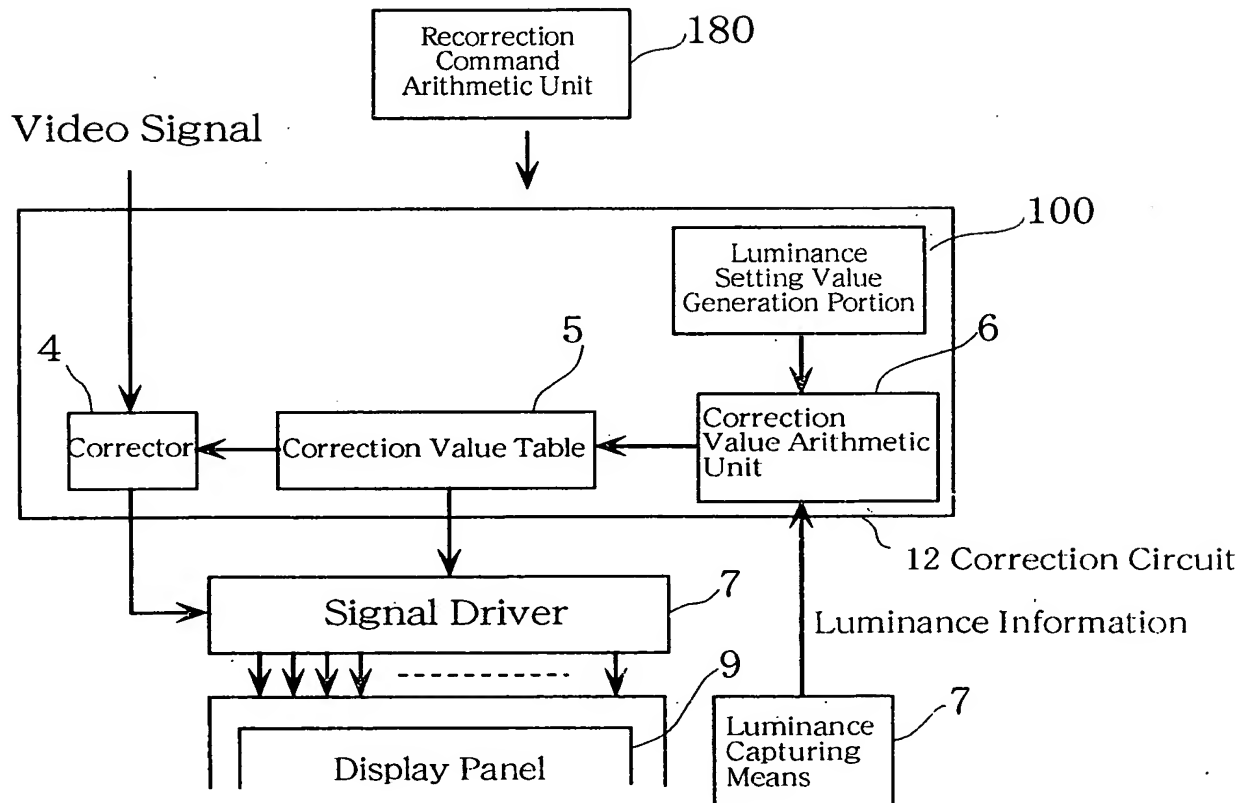 Recorrection
Command
Arithmetic Unit
180
Video Signal
100
Luminance
Setting Value
Generation Portion
4
5
6
Corrector
Correction Value Table
Correction
Value Arithmetic
Unit
12 Correction Circuit
Signal Driver
7
Luminance Information
9
7
Display Panel
Luminance
Capturing
Means